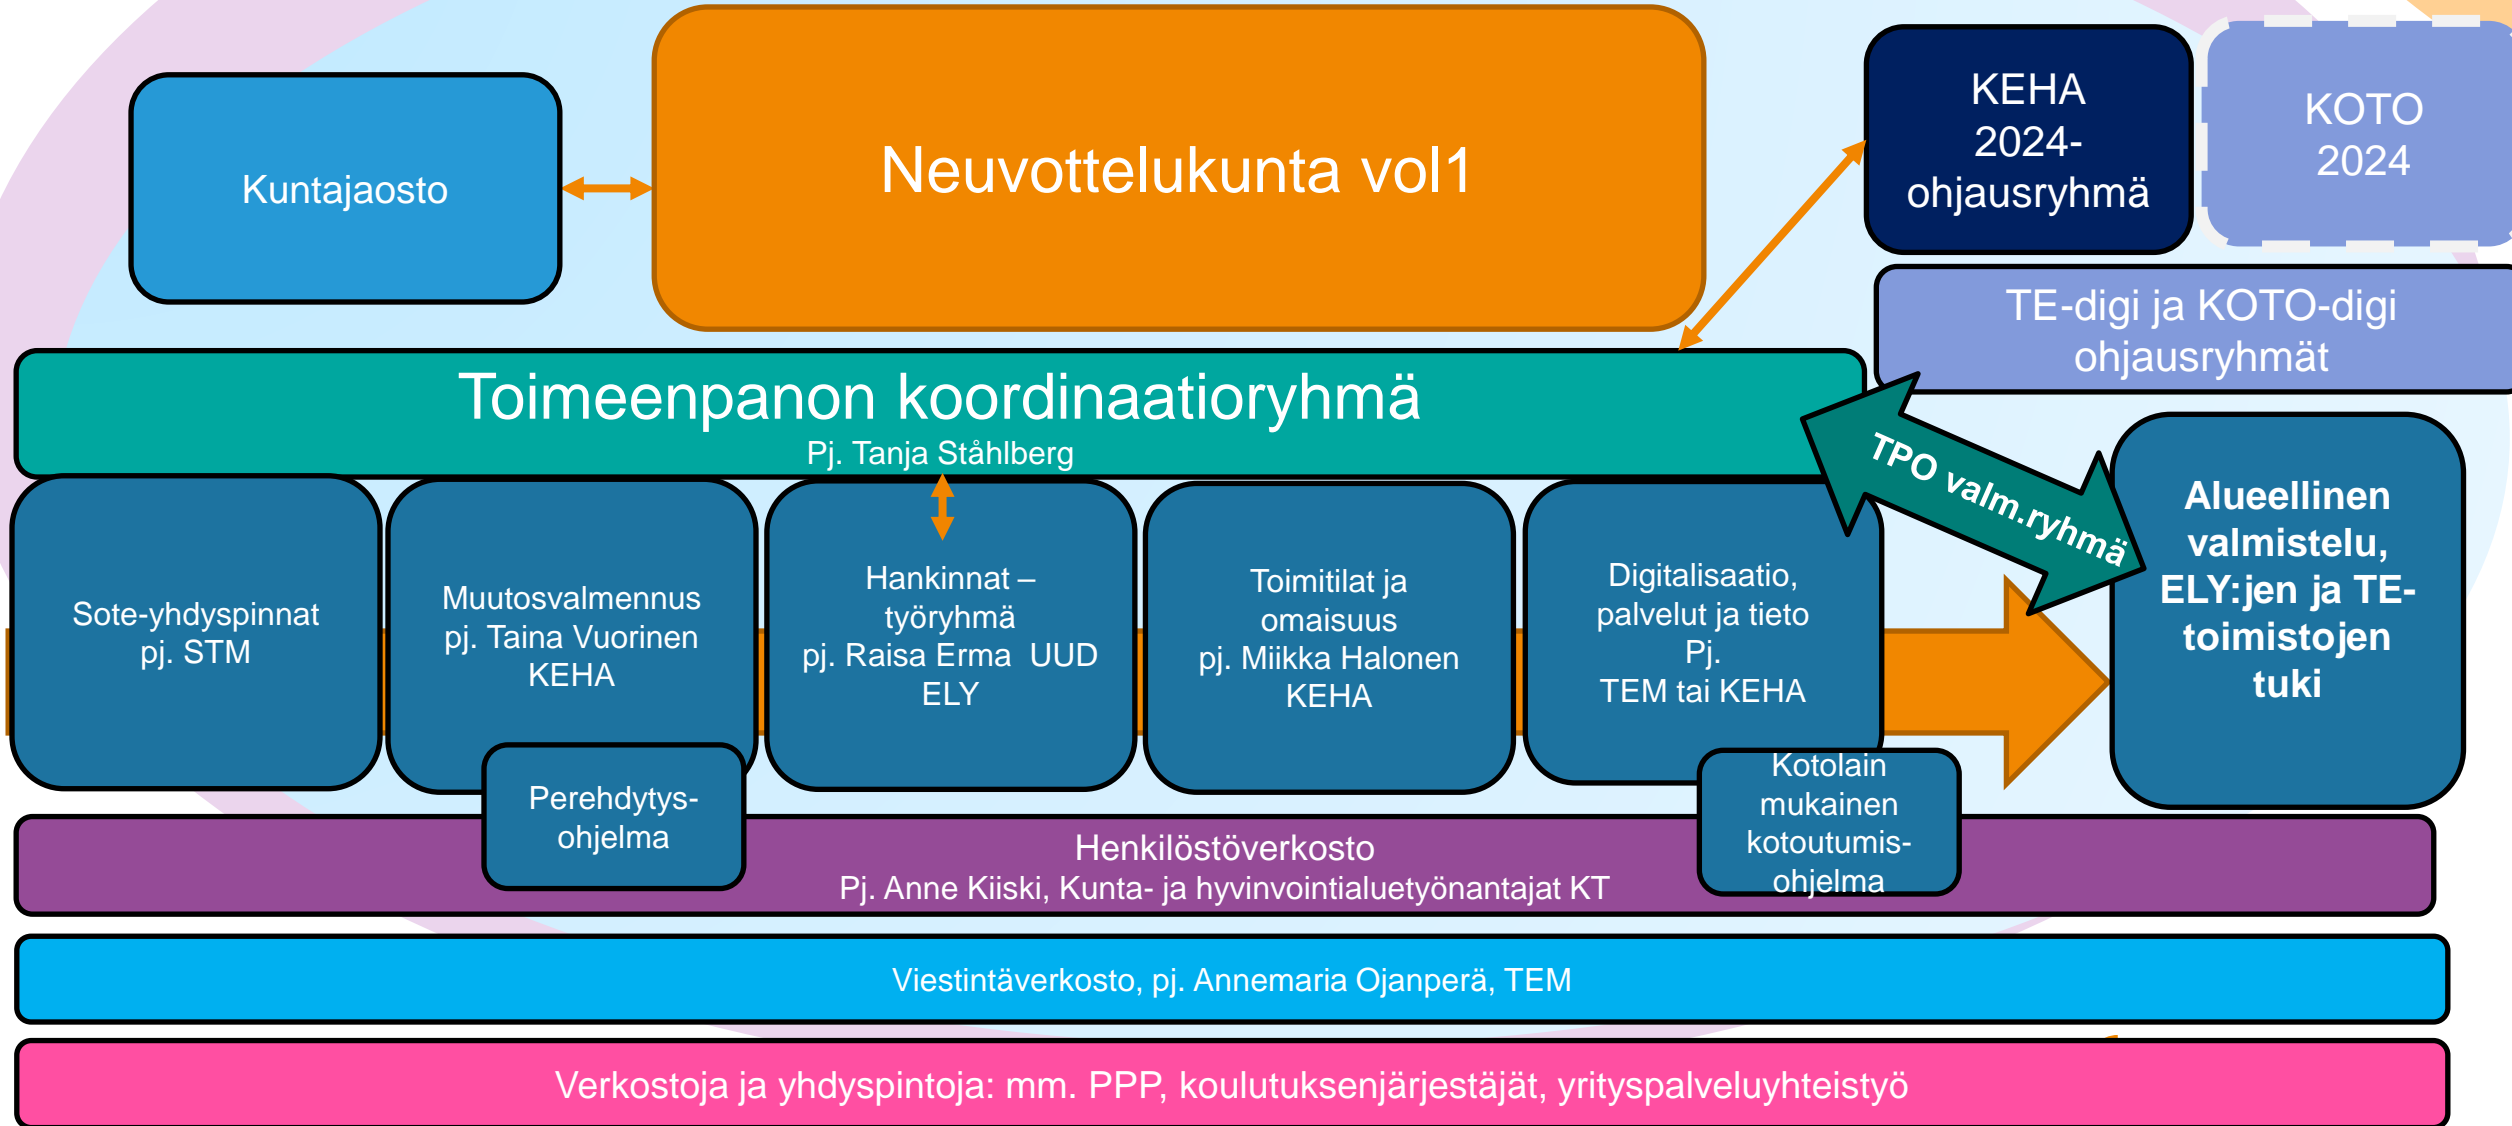 Kuntajaosto
Neuvottelukunta vol1
KEHA
2024-
ohjausryhmä
KOTO
2024
TE-digi ja KOTO-digi
ohjausryhmät
Toimeenpanon koordinaatioryhmä
Pj. Tanja Ståhlberg
TPO valm.ryhmä
Alueellinen
valmistelu,
ELY:jen ja TE-
toimistojen
tuki
Sote-yhdyspinnat
pj. STM
Muutosvalmennus
pj. Taina Vuorinen
KEHA
Hankinnat –
työryhmä
pj. Raisa Erma  UUD
ELY
Toimitilat ja
omaisuus
pj. Miikka Halonen
KEHA
Digitalisaatio,
palvelut ja tieto
Pj.
TEM tai KEHA
Perehdytys-
ohjelma
Kotolain
mukainen
kotoutumis-
ohjelma
Henkilöstöverkosto
Pj. Anne Kiiski, Kunta- ja hyvinvointialuetyönantajat KT
Viestintäverkosto, pj. Annemaria Ojanperä, TEM
Verkostoja ja yhdyspintoja: mm. PPP, koulutuksenjärjestäjät, yrityspalveluyhteistyö